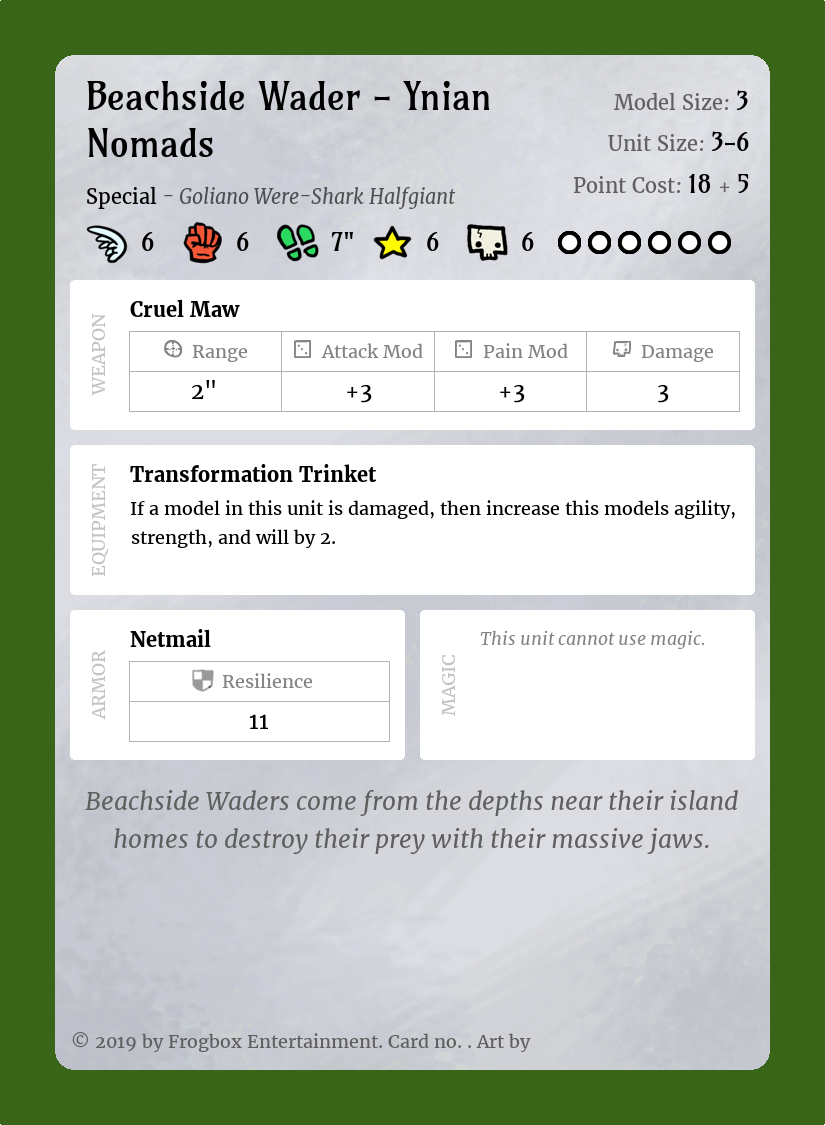 Beachside Wader – Ynian
Nomads
Model Size: 3
Unit Size: 3-6
Point Cost: 18 + 5
Special - Goliano Were-Shark Halfgiant
6 6 7" 6 6
WEAPON
Cruel Maw
Range Attack Mod Pain Mod Damage
2" +3 +3 3
EQUIPMENT
Transformation Trinket
If a model in this unit is damaged, then increase this models agility,
strength, and will by 2.
ARMOR
Netmail
Resilience
11
MAGIC
This unit cannot use magic.
Beachside Waders come from the depths near their island
homes to destroy their prey with their massive jaws.
© 2019 by Frogbox Entertainment. Card no. . Art by